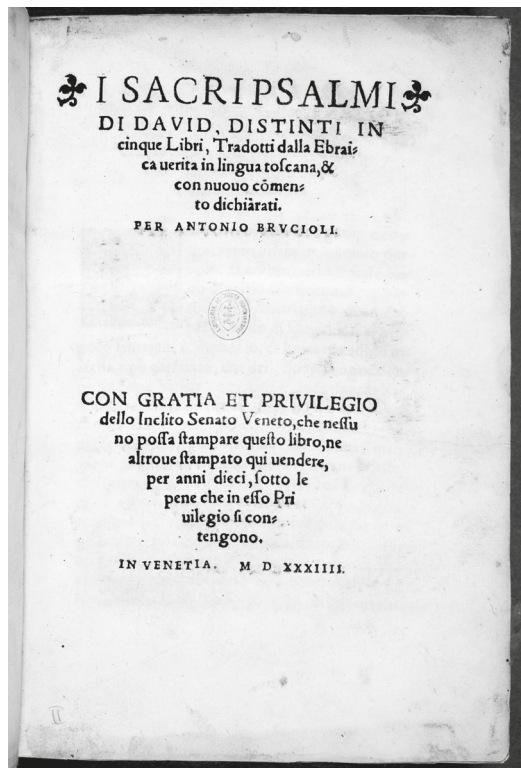 I SACRI PSALMI
DI DAVID, DISTINTI IN
cinque Libri, Tradotti dalla Ebrai⸗
ca uerita in lingua toſcana, &
con nuouo cōmen⸗
to dichiàrati.
PER ANTONIO BRVCIOLI.
CON GRATIA ET PRIVILEGIO
dello Inclito Senato Veneto, che neſſu
no poſſa ſtampare queſto libro, ne
altroue ſtampato qui uendere,
per anni dieci, ſotto le
pene che in eſſo Pri
uilegio ſi con⸗
tengono.
IN VENETIA. M D XXXIIII.